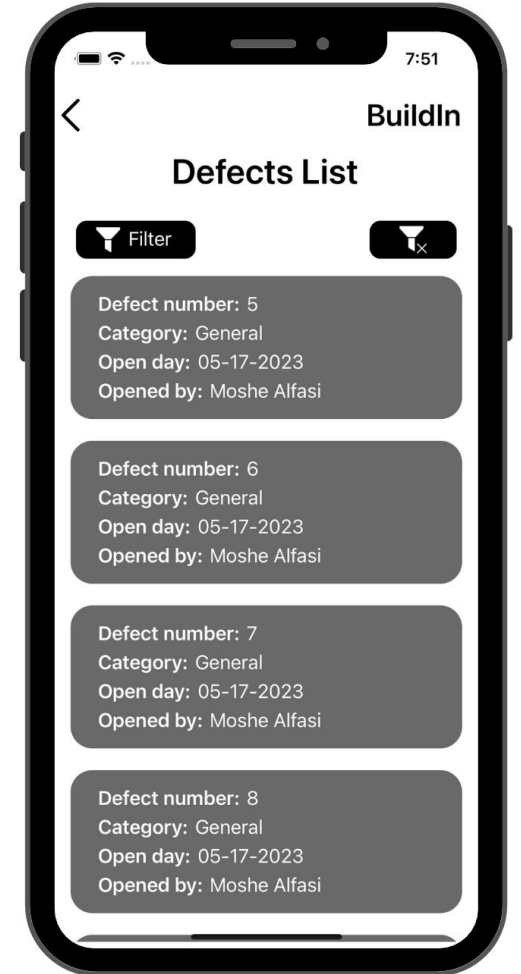 7:51
BuildIn
Defects List
Filter
Defect number: 5
Category: General
Open day: 05-17-2023
Opened by: Moshe Alfasi
Defect number: 6
Category: General
Open day: 05-17-2023
Opened by: Moshe Alfasi
Defect number: 7
Category: General
Open day: 05-17-2023
Opened by: Moshe Alfasi
Defect number: 8
Category: General
Open day: 05-17-2023
Opened by: Moshe Alfasi